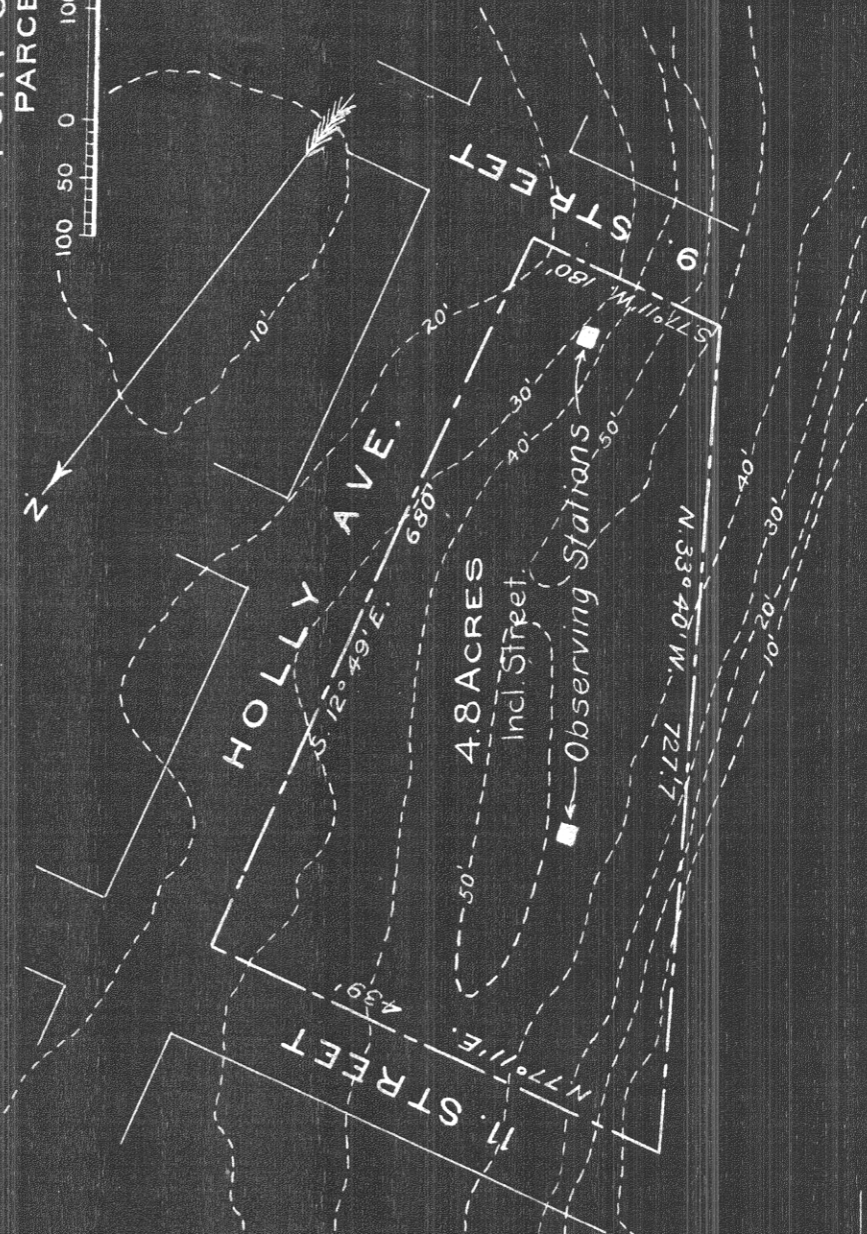 PARCE
100 50 0 100
N.
10'
20'
30'
40'
50'
HOLLY AVE.
S. 12° 49' E. 680'
9. STREET
S. 77° 11' W. 180'
4.8 ACRES
Incl. Street.
Observing Stations
50'
N. 33° 40' W. 727.7
40'
30'
20'
10'
11. STREET
N. 77° 11' E. 439'